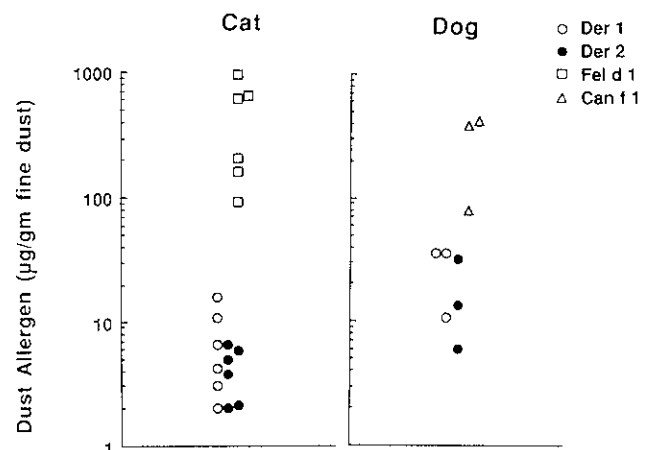 Cat
Dog
Der 1
Der 2
Fel d 1
Can f 1
Dust Allergen (μg/gm fine dust)
1000
100
10
1